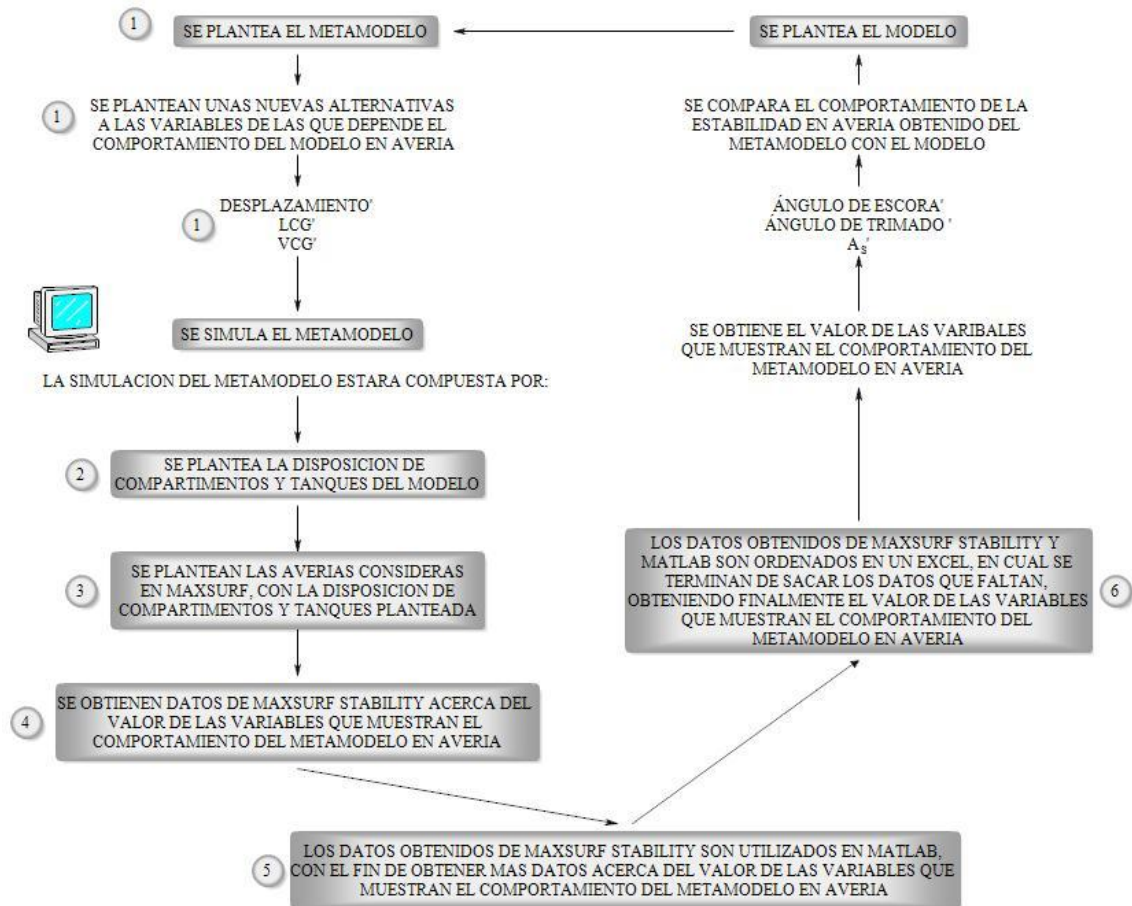 1
SE PLANTEA EL METAMODELO
SE PLANTEA EL MODELO
1
SE PLANTEAN UNAS NUEVAS ALTERNATIVAS
A LAS VARIABLES DE LAS QUE DEPENDE EL
COMPORTAMIENTO DEL MODELO EN AVERIA
SE COMPARA EL COMPORTAMIENTO DE LA
ESTABILIDAD EN AVERIA OBTENIDO DEL
METAMODELO CON EL MODELO
1
DESPLAZAMIENTO'
LCG'
VCG'
ÁNGULO DE ESCORA'
ÁNGULO DE TRIMADO '
As'
SE SIMULA EL METAMODELO
SE OBTIENE EL VALOR DE LAS VARIBALES
QUE MUESTRAN EL COMPORTAMIENTO DEL
METAMODELO EN AVERIA
LA SIMULACION DEL METAMODELO ESTARA COMPUESTA POR:
2
SE PLANTEA LA DISPOSICION DE
COMPARTIMENTOS Y TANQUES DEL MODELO
3
SE PLANTEAN LAS AVERIAS CONSIDERAS
EN MAXSURF, CON LA DISPOSICION DE
COMPARTIMENTOS Y TANQUES PLANTEADA
4
SE OBTIENEN DATOS DE MAXSURF STABILITY ACERCA DEL
VALOR DE LAS VARIABLES QUE MUESTRAN EL
COMPORTAMIENTO DEL METAMODELO EN AVERIA
5
LOS DATOS OBTENIDOS DE MAXSURF STABILITY SON UTILIZADOS EN MATLAB,
CON EL FIN DE OBTENER MAS DATOS ACERCA DEL VALOR DE LAS VARIABLES QUE
MUESTRAN EL COMPORTAMIENTO DEL METAMODELO EN AVERIA
LOS DATOS OBTENIDOS DE MAXSURF STABILITY Y
MATLAB SON ORDENADOS EN UN EXCEL, EN CUAL SE
TERMINAN DE SACAR LOS DATOS QUE FALTAN,
OBTENIENDO FINALMENTE EL VALOR DE LAS VARIABLES
QUE MUESTRAN EL COMPORTAMIENTO DEL
METAMODELO EN AVERIA
6